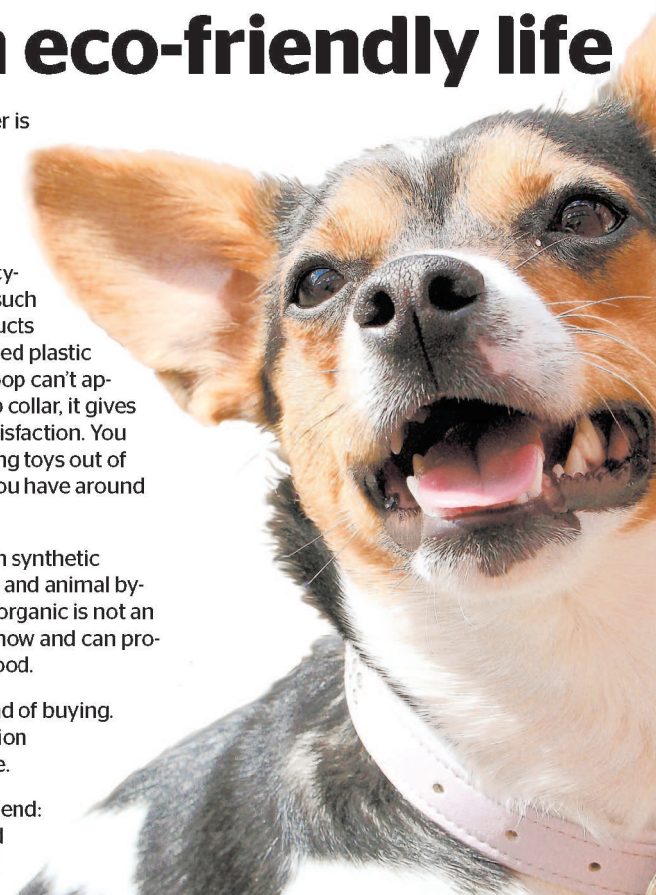 eco-friendly life
er is
cy-
such
ucts
ed plastic
op can't ap-
collar, it gives
isfaction. You
ng toys out of
ou have around
n synthetic
and animal by-
organic is not an
now and can pro-
ood.
d of buying.
ion
e.
end:
d